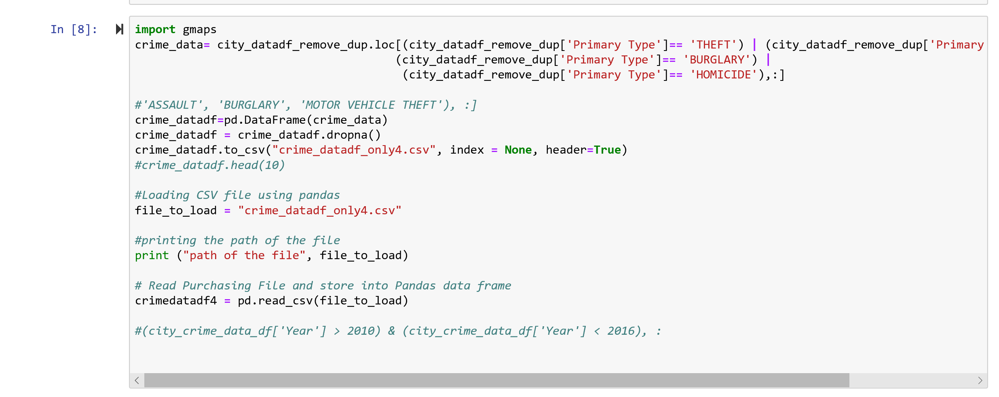 In [8]:
import gmaps
crime_data= city_datadf_remove_dup.loc[(city_datadf_remove_dup['Primary Type']== 'THEFT') | (city_datadf_remove_dup['Primary
(city_datadf_remove_dup['Primary Type']== 'BURGLARY') |
(city_datadf_remove_dup['Primary Type']== 'HOMICIDE'),:]
#'ASSAULT', 'BURGLARY', 'MOTOR VEHICLE THEFT'), :]
crime_datadf=pd.DataFrame(crime_data)
crime_datadf = crime_datadf.dropna()
crime_datadf.to_csv("crime_datadf_only4.csv", index = None, header=True)
#crime_datadf.head(10)
#Loading CSV file using pandas
file_to_load = "crime_datadf_only4.csv"
#printing the path of the file
print ("path of the file", file_to_load)
# Read Purchasing File and store into Pandas data frame
crimedatadf4 = pd.read_csv(file_to_load)
#(city_crime_data_df['Year'] > 2010) & (city_crime_data_df['Year'] < 2016), :